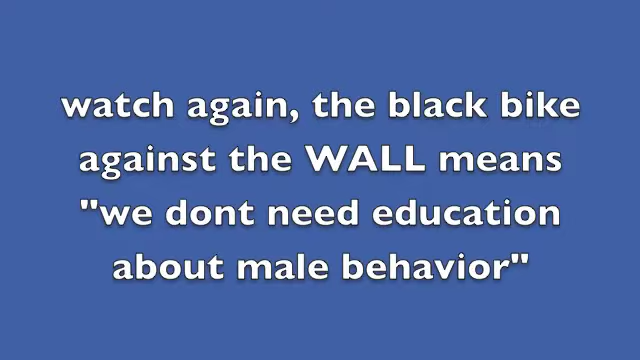 watch again, the black bike
against the WALL means
"we dont need education
about male behavior"